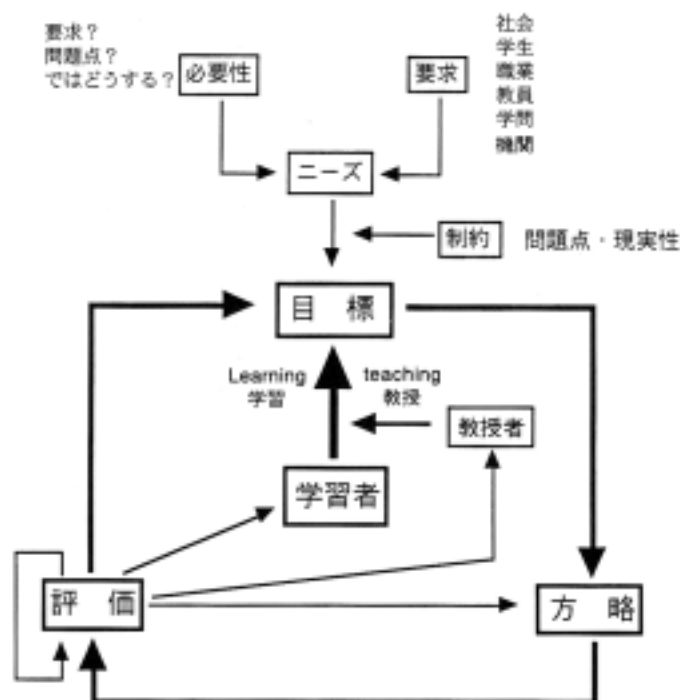 要求？
問題点？
ではどうする？
必要性
要求
社会
学生
職業
教員
学問
機関
ニーズ
制約
問題点・現実性
目 標
Learning
学習
teaching
教授
教授者
学習者
評 価
方 略